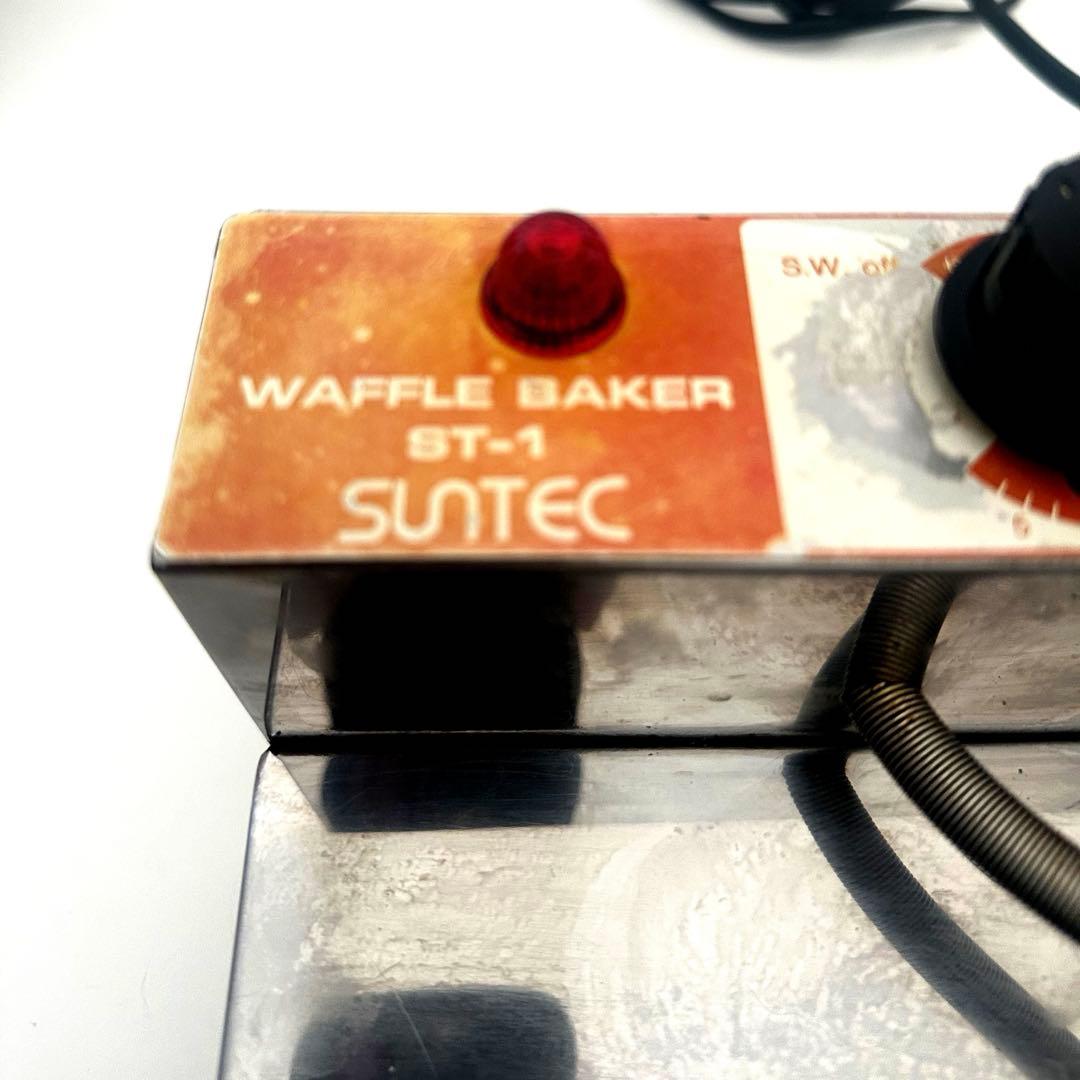 WAFFLE BAKER
ST-1
SUNTEC
S.W. off